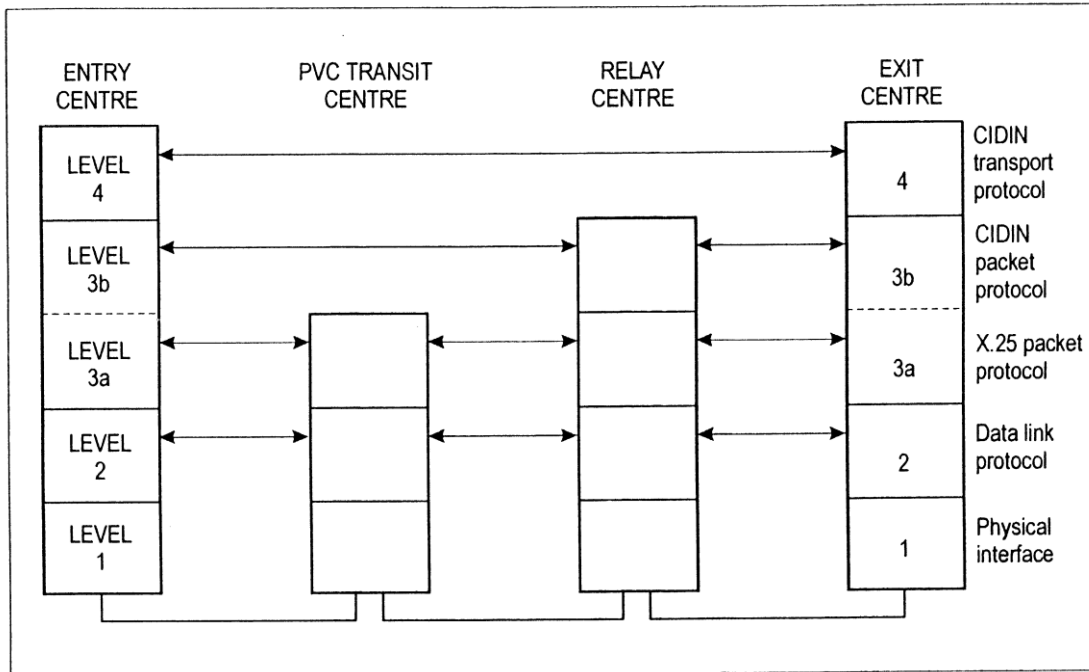 ENTRY
CENTRE
PVC TRANSIT
CENTRE
RELAY
CENTRE
EXIT
CENTRE
LEVEL
4
4
CIDIN
transport
protocol
LEVEL
3b
3b
CIDIN
packet
protocol
LEVEL
3a
3a
X.25 packet
protocol
LEVEL
2
2
Data link
protocol
LEVEL
1
1
Physical
interface